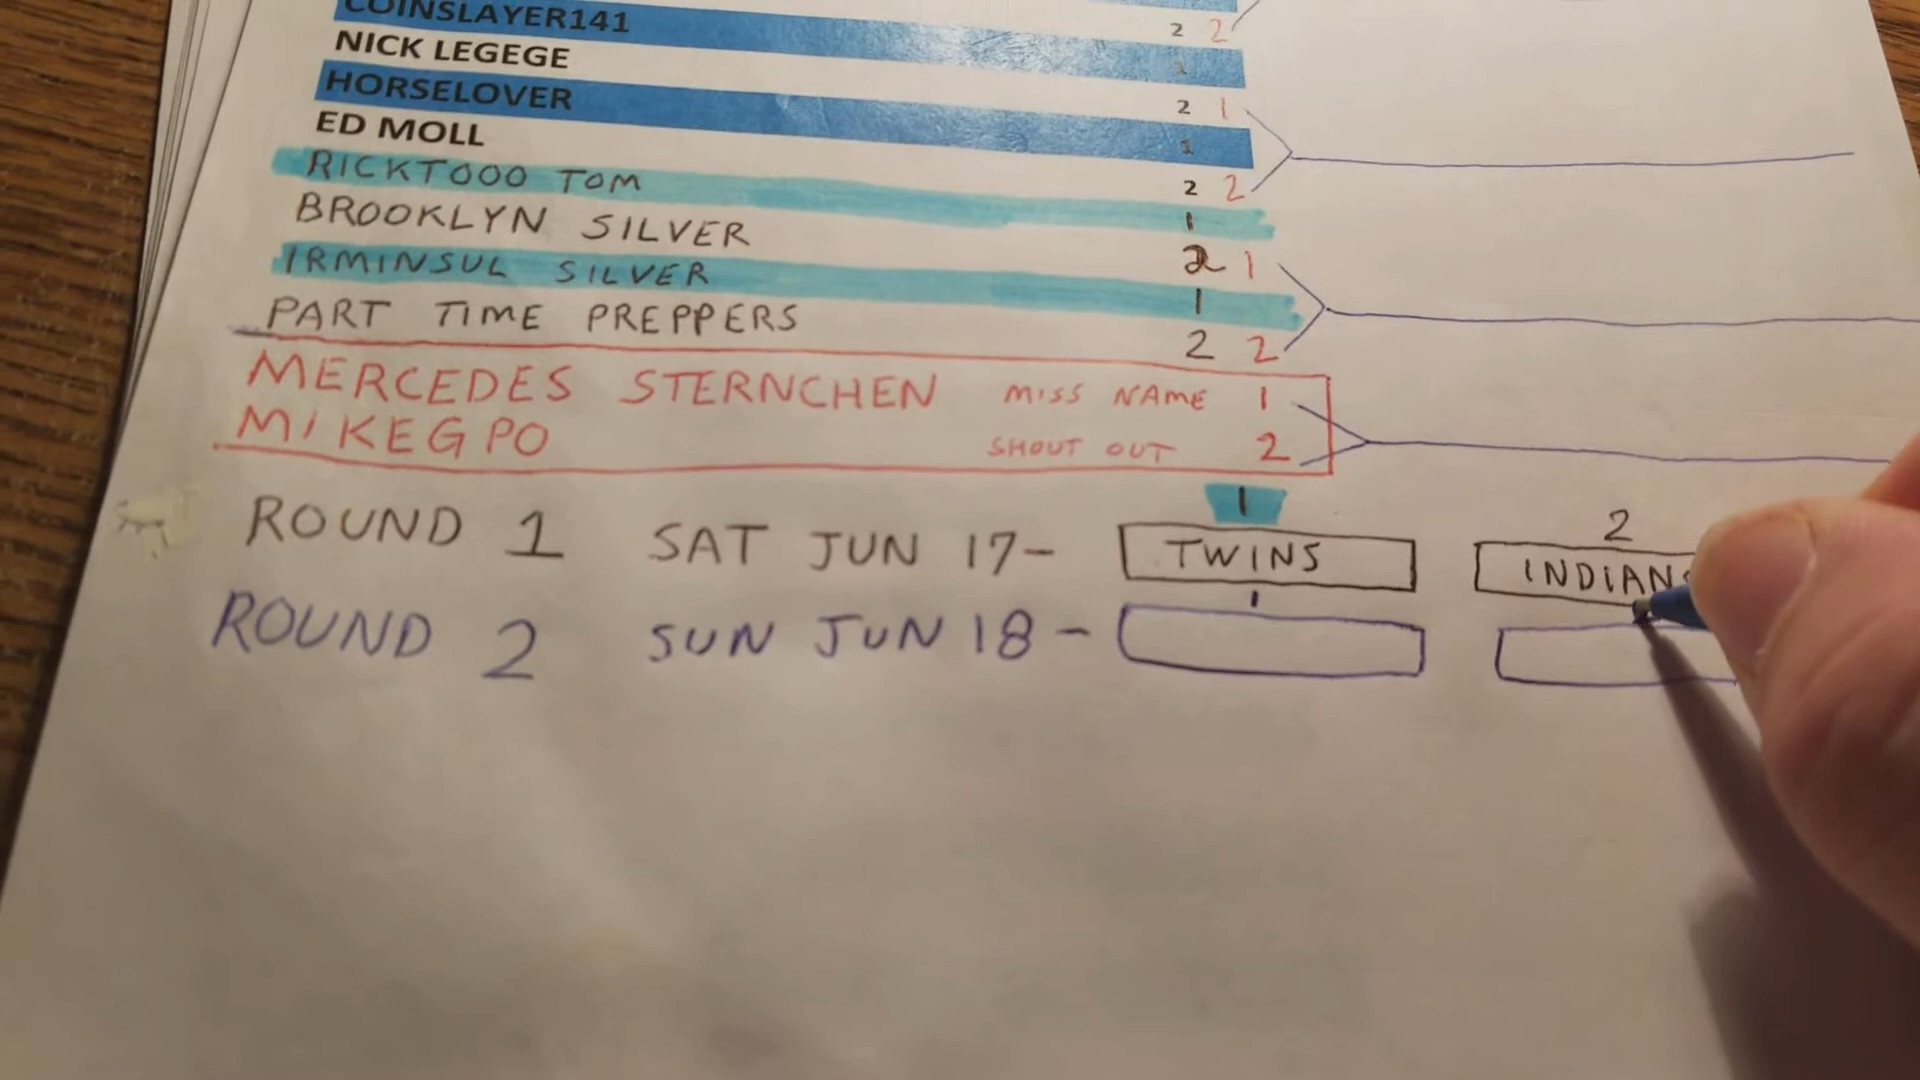 COINSLAYER141 2 2
NICK LEGEGE 1
HORSELOVER 2 1
ED MOLL 1
RICKTOOO TOM 2 2
BROOKLYN SILVER 1
IRMINSUL SILVER 2 1
PART TIME PREPPERS 1
2 2
MERCEDES STERNCHEN MISS NAME 1
MIKEGPO SHOUT OUT 2
1 2
ROUND 1 SAT JUN 17- TWINS INDIANS
1
ROUND 2 SUN JUN 18-